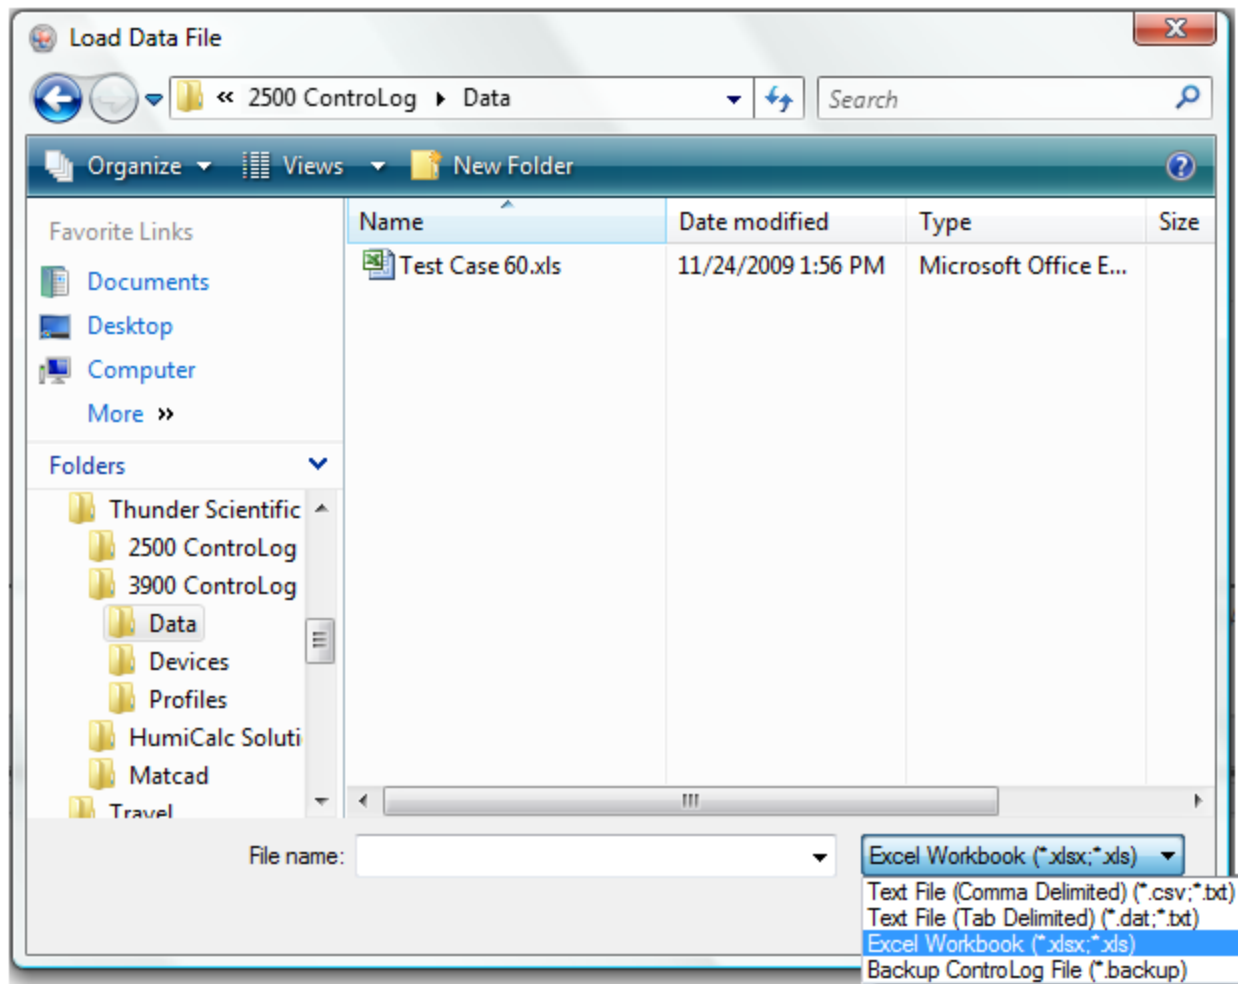 Load Data File
« 2500 ControLog ▸ Data
Search
Organize
Views
New Folder
Favorite Links
Documents
Desktop
Computer
More »
Folders
Thunder Scientific
2500 ControLog
3900 ControLog
Data
Devices
Profiles
HumiCalc Soluti
Matcad
Travel
Name Date modified Type Size
Test Case 60.xls 11/24/2009 1:56 PM Microsoft Office E...
File name:
Excel Workbook (*.xlsx;*.xls)
Text File (Comma Delimited) (*.csv;*.txt)
Text File (Tab Delimited) (*.dat;*.txt)
Excel Workbook (*.xlsx;*.xls)
Backup ControLog File (*.backup)